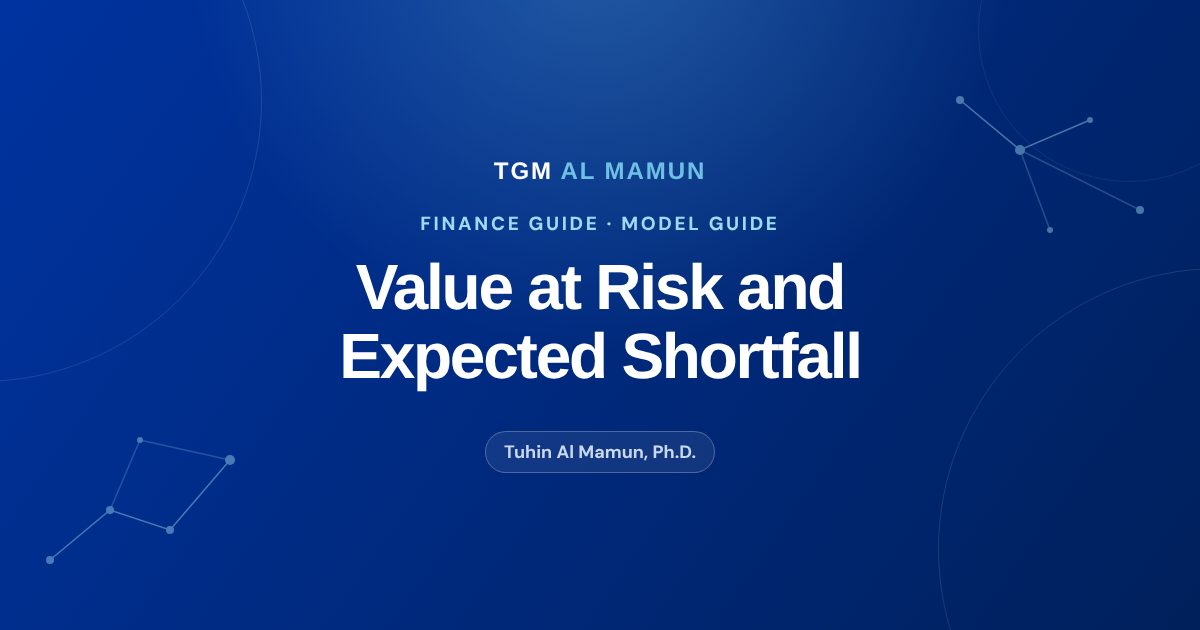 TGM AL MAMUN
FINANCE GUIDE · MODEL GUIDE
Value at Risk and
Expected Shortfall
Tuhin Al Mamun, Ph.D.